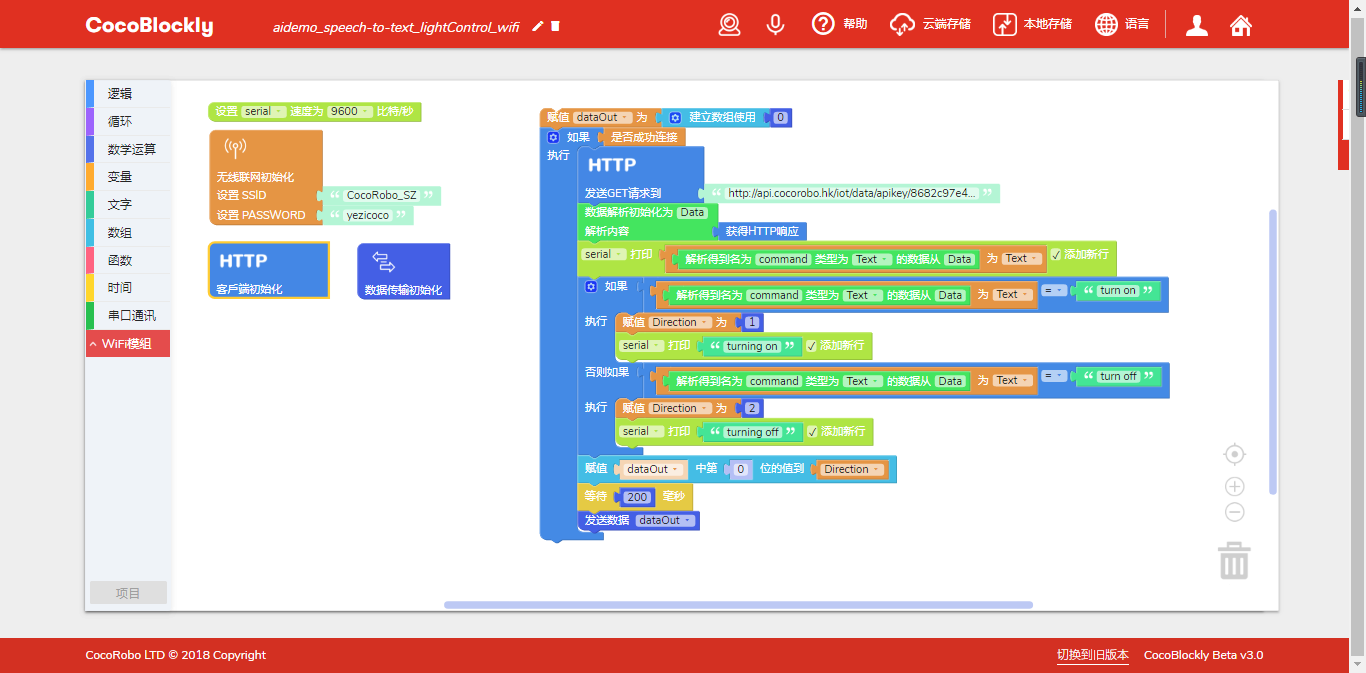 CocoBlockly
aidemo_speech-to-text_lightControl_wifi
帮助
云端存储
本地存储
语言
逻辑
循环
数学运算
变量
文字
数组
函数
时间
串口通讯
WiFi模组
项目
设置 serial 速度为 9600 比特/秒
无线联网初始化
设置 SSID “ CocoRobo_SZ ”
设置 PASSWORD “ yezicoco ”
HTTP
客戶端初始化
数据传输初始化
赋值 dataOut 为 建立数组使用 0
如果 是否成功连接
执行
HTTP
发送GET请求到 “ http://api.cocorobo.hk/iot/data/apikey/8682c97e4... ”
数据解析初始化为 Data
解析内容 获得HTTP响应
serial 打印 解析得到名为 command 类型为 Text 的数据从 Data 为 Text 添加新行
如果 解析得到名为 command 类型为 Text 的数据从 Data 为 Text = “ turn on ”
执行 赋值 Direction 为 1
serial 打印 “ turning on ” 添加新行
否则如果 解析得到名为 command 类型为 Text 的数据从 Data 为 Text = “ turn off ”
执行 赋值 Direction 为 2
serial 打印 “ turning off ” 添加新行
赋值 dataOut 中第 0 位的值到 Direction
等待 200 毫秒
发送数据 dataOut
CocoRobo LTD © 2018 Copyright
切换到旧版本
CocoBlockly Beta v3.0